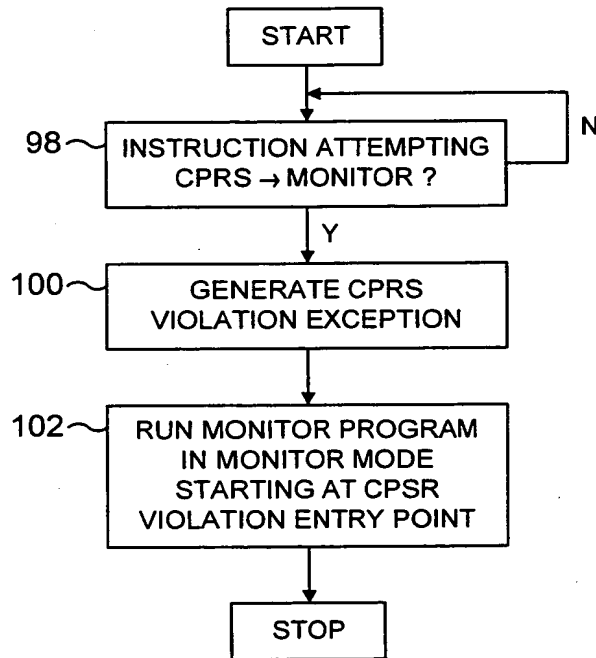 START
N
98
INSTRUCTION ATTEMPTING
CPRS → MONITOR ?
Y
100
GENERATE CPRS
VIOLATION EXCEPTION
102
RUN MONITOR PROGRAM
IN MONITOR MODE
STARTING AT CPSR
VIOLATION ENTRY POINT
STOP